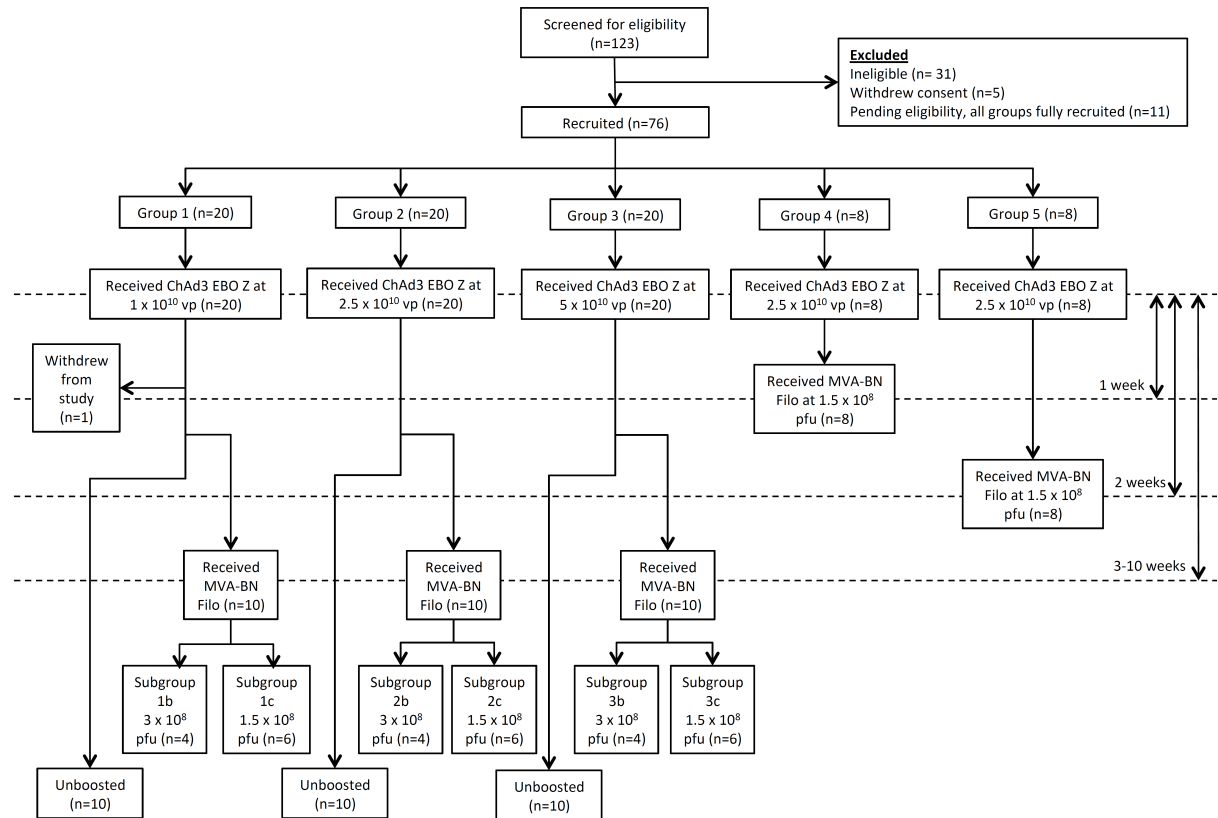 Screened for eligibility
(n=123)
Excluded
Ineligible (n= 31)
Withdrew consent (n=5)
Pending eligibility, all groups fully recruited (n=11)
Recruited (n=76)
Group 1 (n=20)
Group 2 (n=20)
Group 3 (n=20)
Group 4 (n=8)
Group 5 (n=8)
Received ChAd3 EBO Z at
1 x 10¹⁰ vp (n=20)
Received ChAd3 EBO Z at
2.5 x 10¹⁰ vp (n=20)
Received ChAd3 EBO Z at
5 x 10¹⁰ vp (n=20)
Received ChAd3 EBO Z at
2.5 x 10¹⁰ vp (n=8)
Received ChAd3 EBO Z at
2.5 x 10¹⁰ vp (n=8)
Withdrew
from
study
(n=1)
Received MVA-BN
Filo at 1.5 x 10⁸
pfu (n=8)
1 week
Received MVA-BN
Filo at 1.5 x 10⁸
pfu (n=8)
2 weeks
Received
MVA-BN
Filo (n=10)
Received
MVA-BN
Filo (n=10)
Received
MVA-BN
Filo (n=10)
3-10 weeks
Subgroup
1b
3 x 10⁸
pfu (n=4)
Subgroup
1c
1.5 x 10⁸
pfu (n=6)
Subgroup
2b
3 x 10⁸
pfu (n=4)
Subgroup
2c
1.5 x 10⁸
pfu (n=6)
Subgroup
3b
3 x 10⁸
pfu (n=4)
Subgroup
3c
1.5 x 10⁸
pfu (n=6)
Unboosted
(n=10)
Unboosted
(n=10)
Unboosted
(n=10)